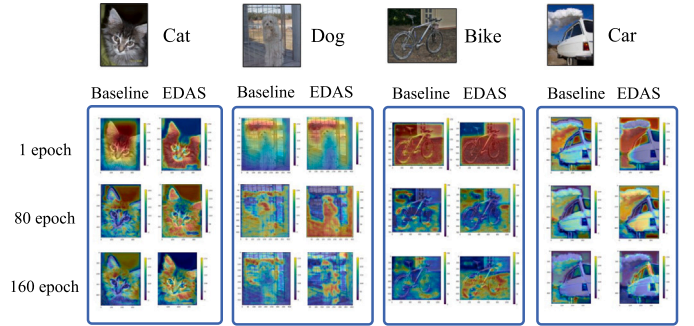 Cat Dog Bike Car
Baseline EDAS Baseline EDAS Baseline EDAS Baseline EDAS
1 epoch
80 epoch
160 epoch